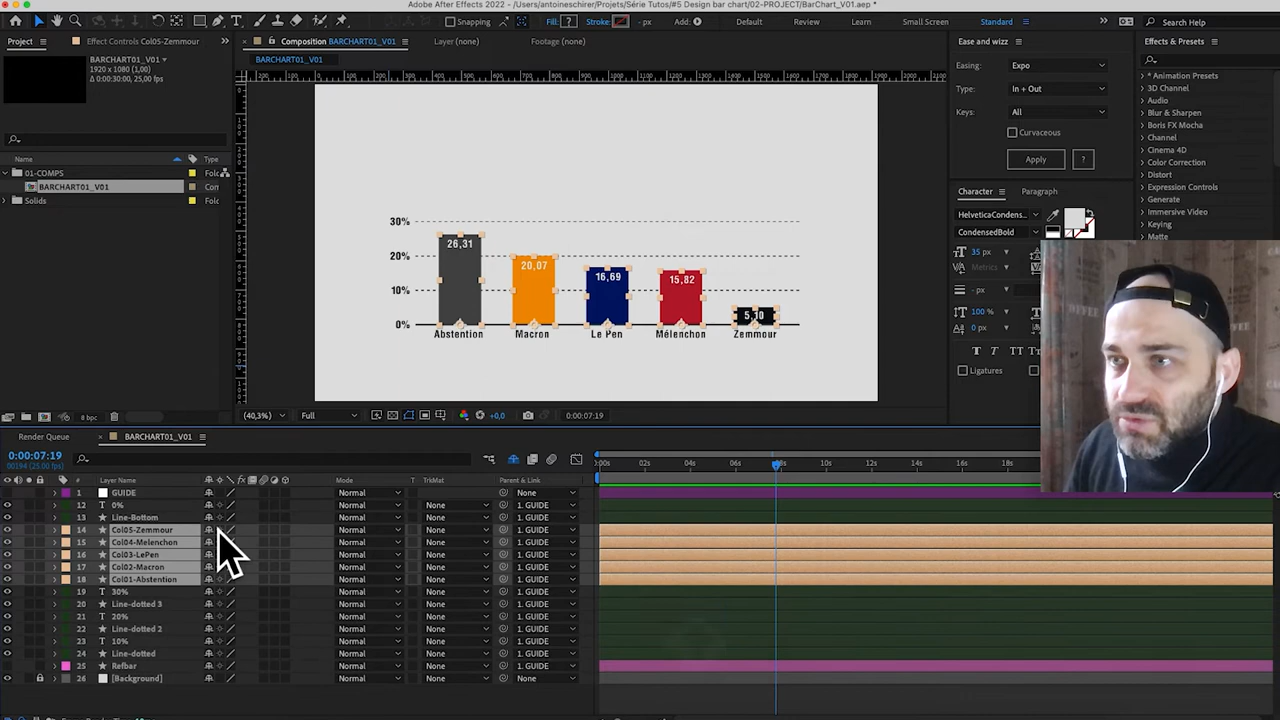 Adobe After Effects 2022 - /Users/antoineschirer/Projets/Série Tutos/#5 Design bar chart/02-PROJECT/BarChart_V01.aep *
Snapping
Fill: ?
Stroke:
- px
Add:
Default
Review
Learn
Small Screen
Standard
Search Help
Project
Effect Controls Col05-Zemmour
Composition BARCHART01_V01
Layer (none)
Footage (none)
Ease and wizz
Effects & Presets
BARCHART01_V01
1920 x 1080 (1,00)
Δ 0:00:30:00, 25,00 fps
BARCHART01_V01
Easing:
Expo
Type:
In + Out
Keys:
All
Curvaceous
Apply
?
* Animation Presets
3D Channel
Audio
Blur & Sharpen
Boris FX Mocha
Channel
Cinema 4D
Color Correction
Distort
Expression Controls
Generate
Immersive Video
Keying
Matte
Name
Type
01-COMPS
Fol
BARCHART01_V01
Con
Solids
Fol
Character
Paragraph
HelveticaCondens...
CondensedBold
35 px
Metrics
- px
100 %
0 %
Ligatures
30%
20%
10%
0%
26,31
20,07
16,69
15,82
5,10
Abstention
Macron
Le Pen
Mélenchon
Zemmour
8 bpc
(40,3%)
Full
+0,0
0:00:07:19
Render Queue
BARCHART01_V01
0:00:07:19
00194 (25.00 fps)
:00s
02s
04s
06s
08s
10s
12s
14s
16s
18s
#
Layer Name
Mode
T
TrkMat
Parent & Link
1 GUIDE Normal None
12 T 0% Normal None 1. GUIDE
13 Line-Bottom Normal None 1. GUIDE
14 Col05-Zemmour Normal None 1. GUIDE
15 Col04-Melenchon Normal None 1. GUIDE
16 Col03-LePen Normal None 1. GUIDE
17 Col02-Macron Normal None 1. GUIDE
18 Col01-Abstention Normal None 1. GUIDE
19 T 30% Normal None 1. GUIDE
20 Line-dotted 3 Normal None 1. GUIDE
21 T 20% Normal None 1. GUIDE
22 Line-dotted 2 Normal None 1. GUIDE
23 T 10% Normal None 1. GUIDE
24 Line-dotted Normal None 1. GUIDE
25 Refbar Normal None 1. GUIDE
26 [Background] Normal None None